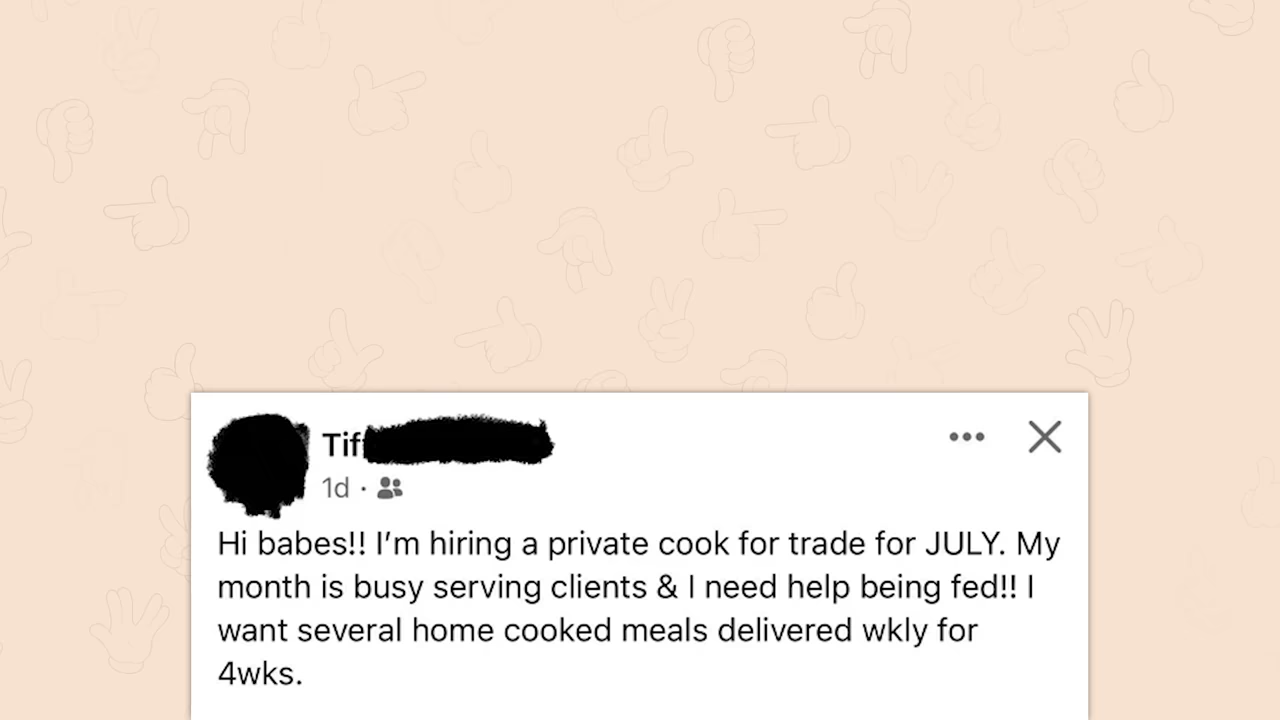 Tif
1d ·
Hi babes!! I'm hiring a private cook for trade for JULY. My
month is busy serving clients & I need help being fed!! I
want several home cooked meals delivered wkly for
4wks.